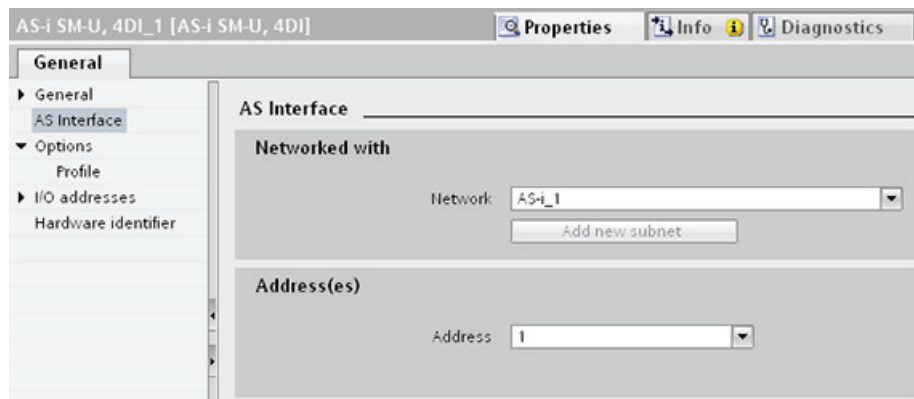 AS-i SM-U, 4DI_1 [AS-i SM-U, 4DI]
Properties
Info
Diagnostics
General
General
AS Interface
Options
Profile
I/O addresses
Hardware identifier
AS Interface
Networked with
Network AS-i_1
Add new subnet
Address(es)
Address 1